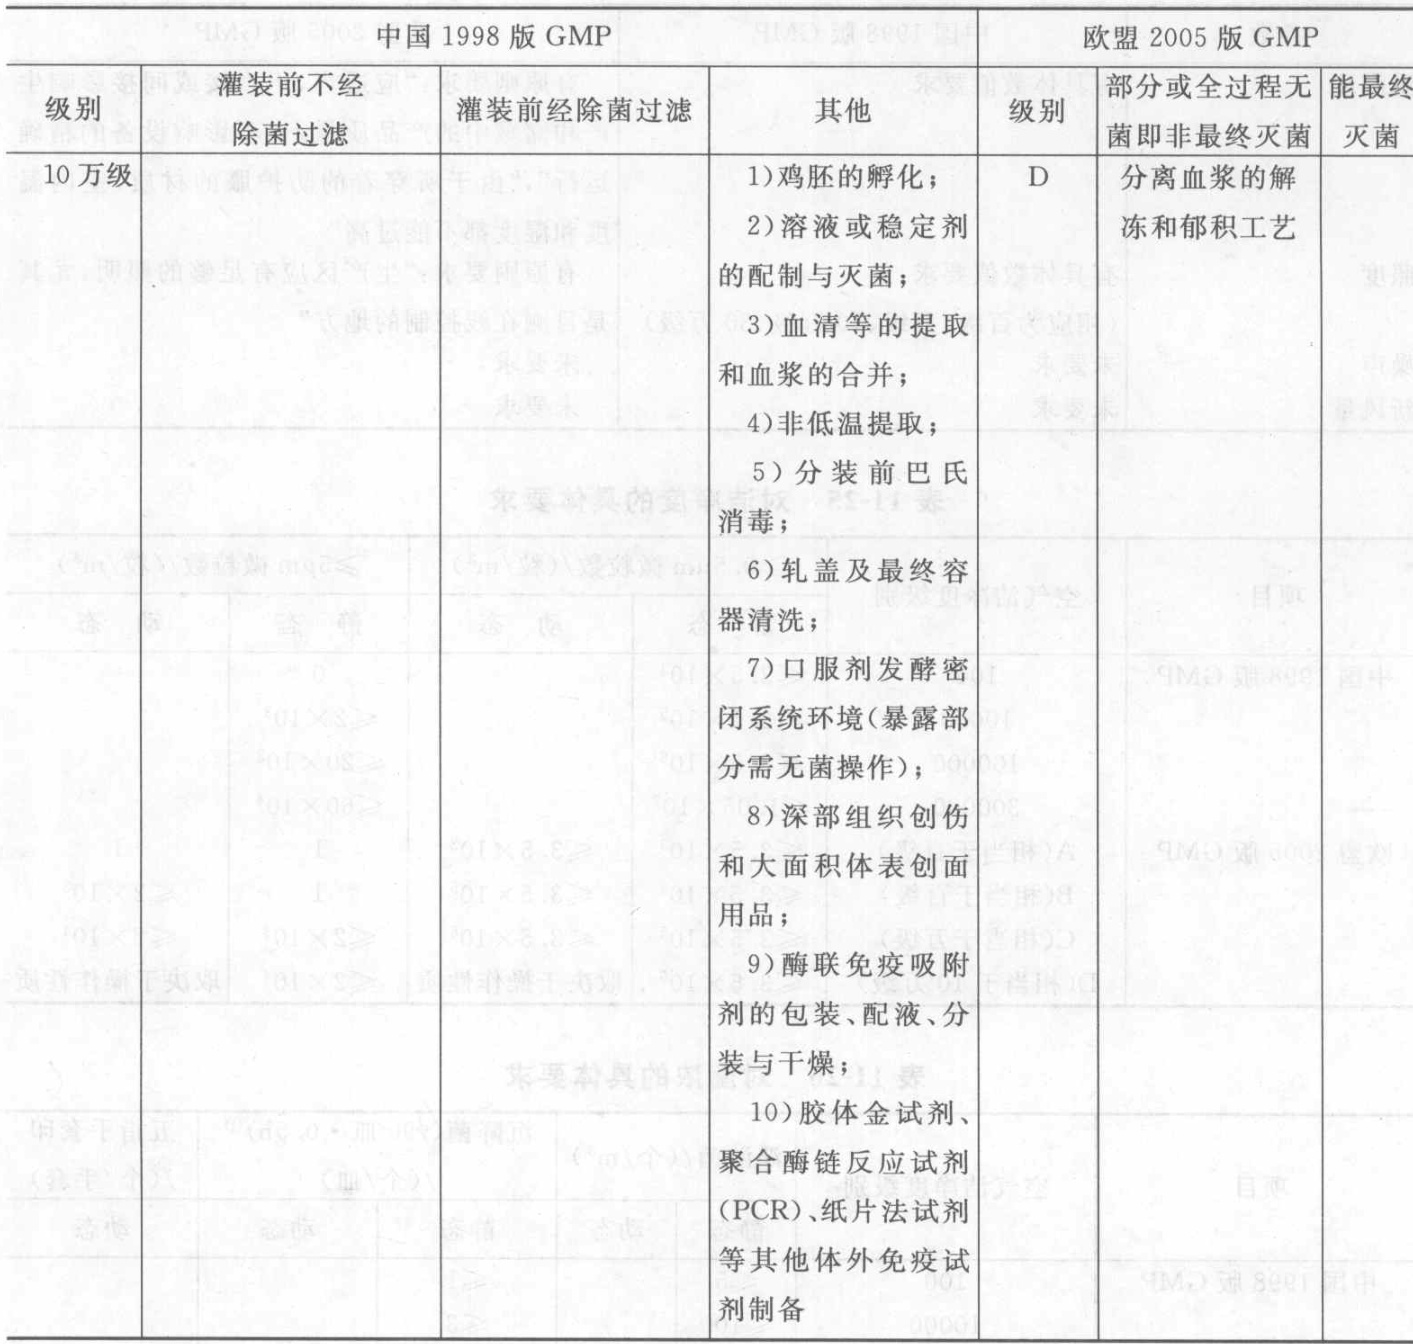 中国 1998 版 GMP 欧盟 2005 版 GMP
级别 灌装前不经除菌过滤 灌装前经除菌过滤 其他 级别 部分或全过程无菌即非最终灭菌 能最终灭菌
10 万级 1)鸡胚的孵化; D 分离血浆的解
2)溶液或稳定剂 冻和郁积工艺
的配制与灭菌;
3)血清等的提取
和血浆的合并;
4)非低温提取;
5)分装前巴氏
消毒;
6)轧盖及最终容
器清洗;
7)口服剂发酵密
闭系统环境(暴露部
分需无菌操作);
8)深部组织创伤
和大面积体表创面
用品;
9)酶联免疫吸附
剂的包装、配液、分
装与干燥;
10)胶体金试剂、
聚合酶链反应试剂
(PCR)、纸片法试剂
等其他体外免疫试
剂制备